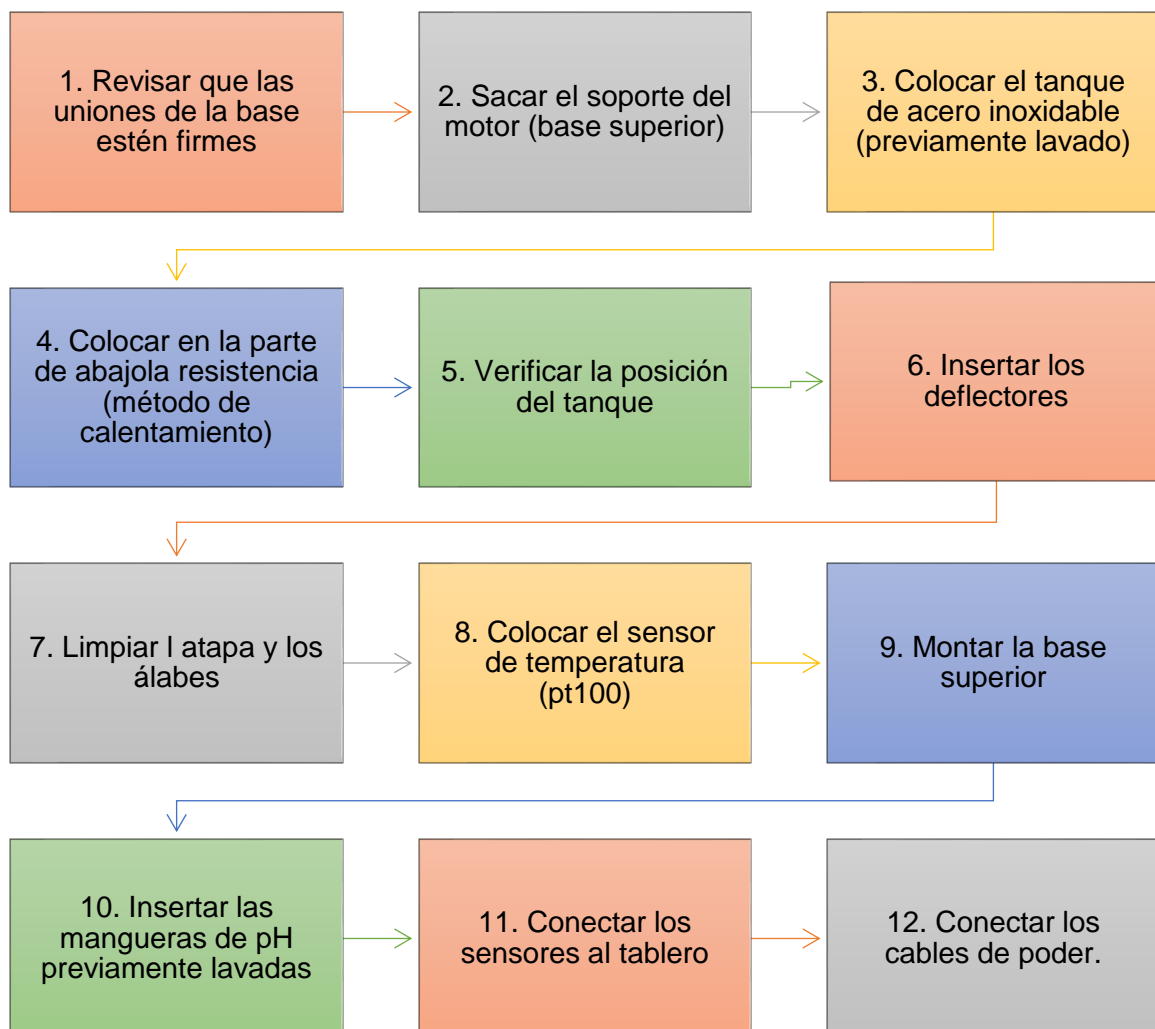 1. Revisar que las
uniones de la base
estén firmes
2. Sacar el soporte del
motor (base superior)
3. Colocar el tanque
de acero inoxidable
(previamente lavado)
4. Colocar en la parte
de abajola resistencia
(método de
calentamiento)
5. Verificar la posición
del tanque
6. Insertar los
deflectores
7. Limpiar l atapa y los
álabes
8. Colocar el sensor
de temperatura
(pt100)
9. Montar la base
superior
10. Insertar las
mangueras de pH
previamente lavadas
11. Conectar los
sensores al tablero
12. Conectar los
cables de poder.